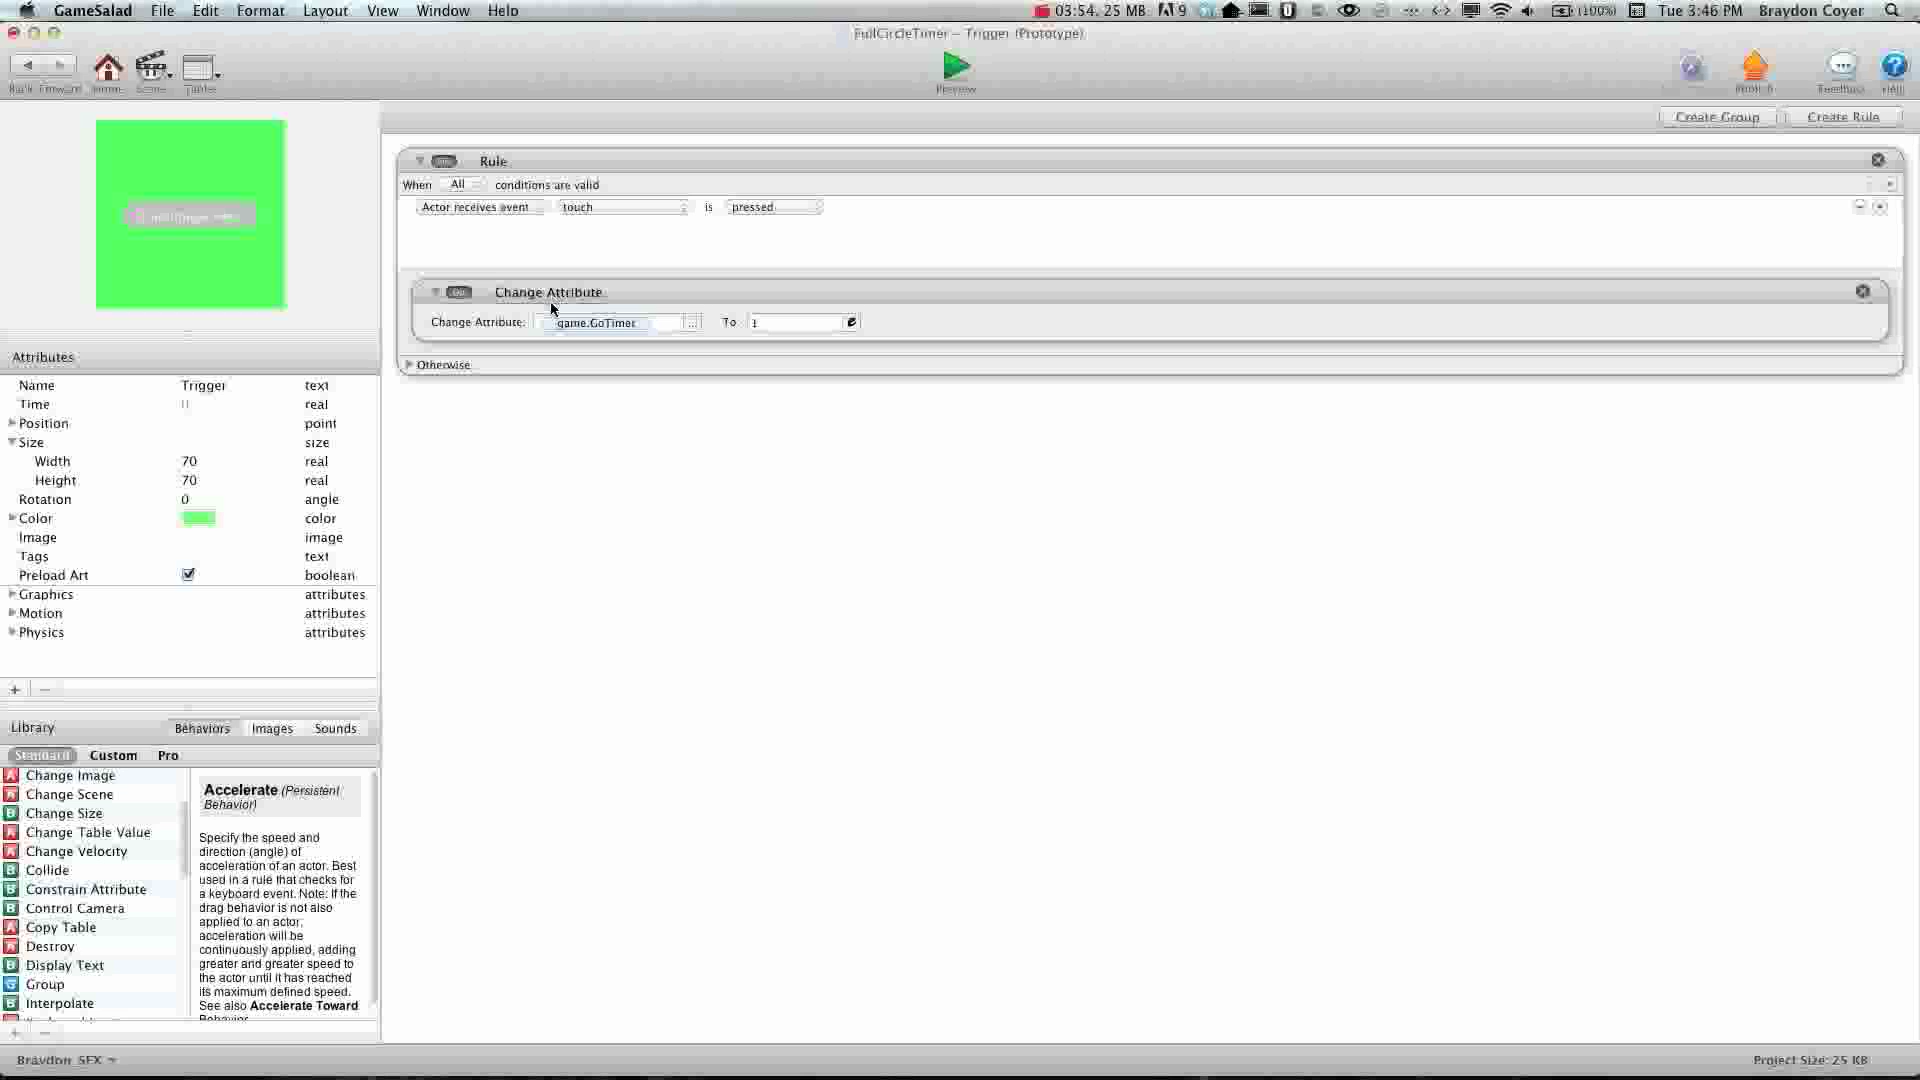 GameSalad File Edit Format Layout View Window Help 03:54, 25 MB 9 (100%) Tue 3:46 PM Braydon Coyer
FullCircleTimer – Trigger (Prototype)
Back Forward Home Scenes Tables Preview Publish Feedback Help
Create Group Create Rule
Rule
When All conditions are valid
Actor receives event touch is pressed
Change Attribute
Change Attribute: game.GoTimer ... To 1
Otherwise
Attributes
Name Trigger text
Time 0 real
Position point
Size size
Width 70 real
Height 70 real
Rotation 0 angle
Color color
Image image
Tags text
Preload Art boolean
Graphics attributes
Motion attributes
Physics attributes
Library Behaviors Images Sounds
Standard Custom Pro
Change Image
Change Scene
Change Size
Change Table Value
Change Velocity
Collide
Constrain Attribute
Control Camera
Copy Table
Destroy
Display Text
Group
Interpolate
Accelerate (Persistent
Behavior)
Specify the speed and
direction (angle) of
acceleration of an actor. Best
used in a rule that checks for
a keyboard event. Note: If the
drag behavior is not also
applied to an actor,
acceleration will be
continuously applied, adding
greater and greater speed to
the actor until it has reached
its maximum defined speed.
See also Accelerate Toward
Behavior
Braydon_SFX
Project Size: 25 KB